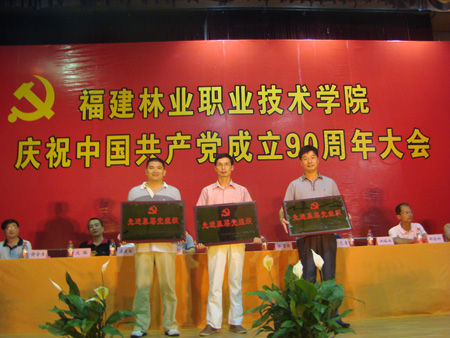 福建林业职业技术学院
庆祝中国共产党成立90周年大会
先进基层党组织
先进基层党组织
先进基层党组织